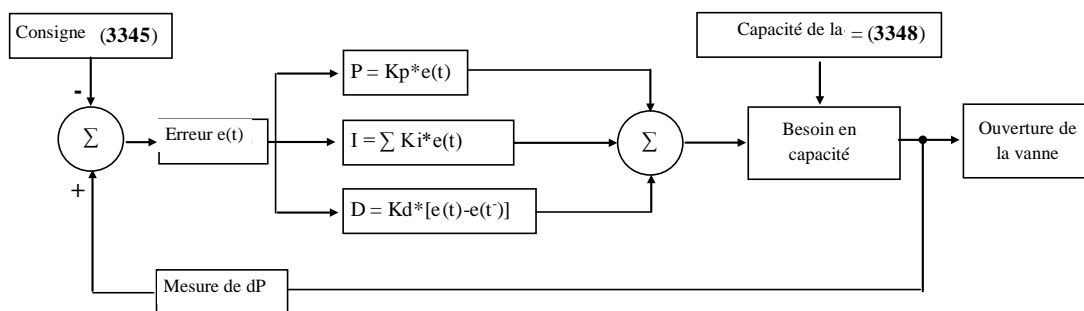 Consigne (3345)
Capacité de la = (3348)
-
P = Kp*e(t)
∑
Erreur e(t)
I = ∑ Ki*e(t)
∑
Besoin en
capacité
Ouverture de
la vanne
+
D = Kd*[e(t)-e(t⁻)]
Mesure de dP